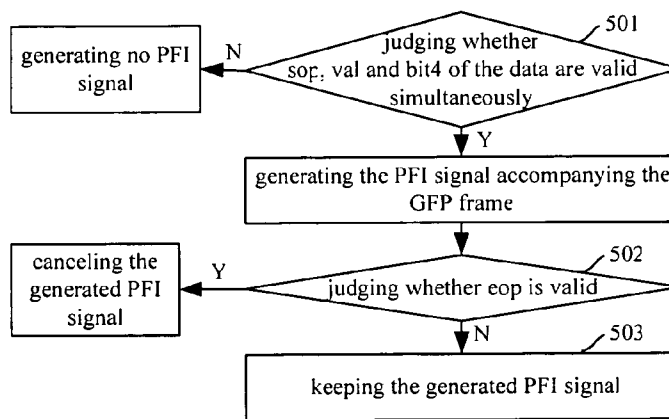 501
judging whether
sop, val and bit4 of the data are valid
simultaneously
N
generating no PFI
signal
Y
generating the PFI signal accompanying the
GFP frame
502
judging whether eop is valid
Y
canceling the
generated PFI
signal
N
503
keeping the generated PFI signal